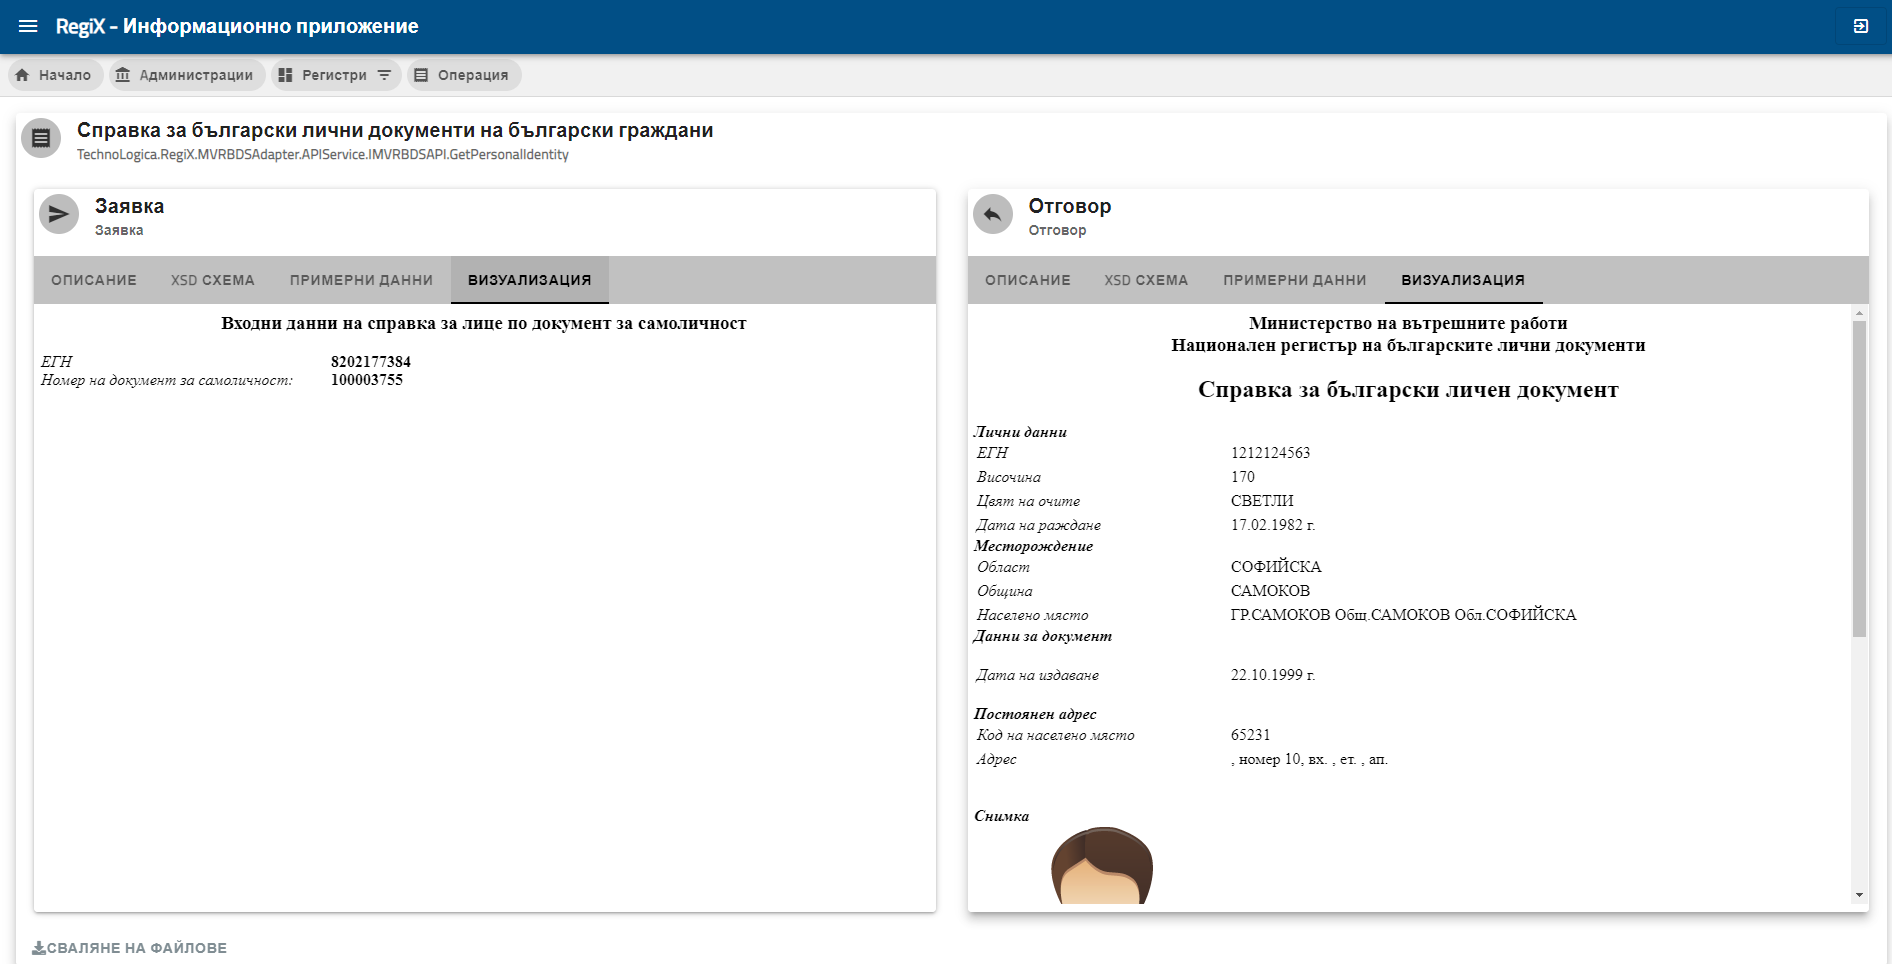 RegiX - Информационно приложение
Начало Администрации Регистри Операция
Справка за български лични документи на български граждани
TechnoLogica.RegiX.MVRBDSAdapter.APIService.IMVRBDSAPI.GetPersonalIdentity
Заявка
Заявка
ОПИСАНИЕ XSD СХЕМА ПРИМЕРНИ ДАННИ ВИЗУАЛИЗАЦИЯ
Входни данни на справка за лице по документ за самоличност
ЕГН 8202177384
Номер на документ за самоличност: 100003755
Отговор
Отговор
ОПИСАНИЕ XSD СХЕМА ПРИМЕРНИ ДАННИ ВИЗУАЛИЗАЦИЯ
Министерство на вътрешните работи
Национален регистър на българските лични документи
Справка за български личен документ
Лични данни
ЕГН 1212124563
Височина 170
Цвят на очите СВЕТЛИ
Дата на раждане 17.02.1982 г.
Месторождение
Област СОФИЙСКА
Община САМОКОВ
Населено място ГР.САМОКОВ Общ.САМОКОВ Обл.СОФИЙСКА
Данни за документ
Дата на издаване 22.10.1999 г.
Постоянен адрес
Код на населено място 65231
Адрес , номер 10, вх. , ет. , ап.
Снимка
СВАЛЯНЕ НА ФАЙЛОВЕ